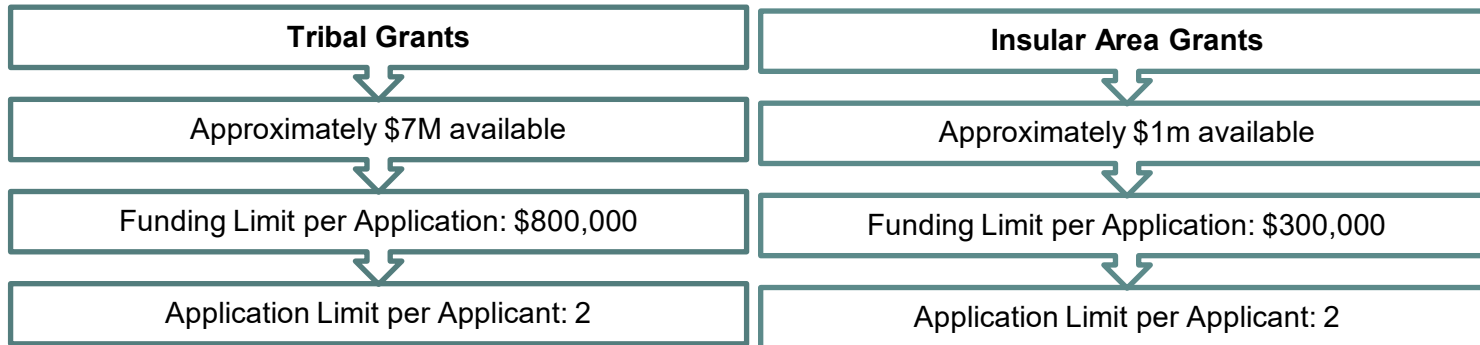 Tribal Grants
Approximately $7M available
Funding Limit per Application: $800,000
Application Limit per Applicant: 2
Insular Area Grants
Approximately $1m available
Funding Limit per Application: $300,000
Application Limit per Applicant: 2